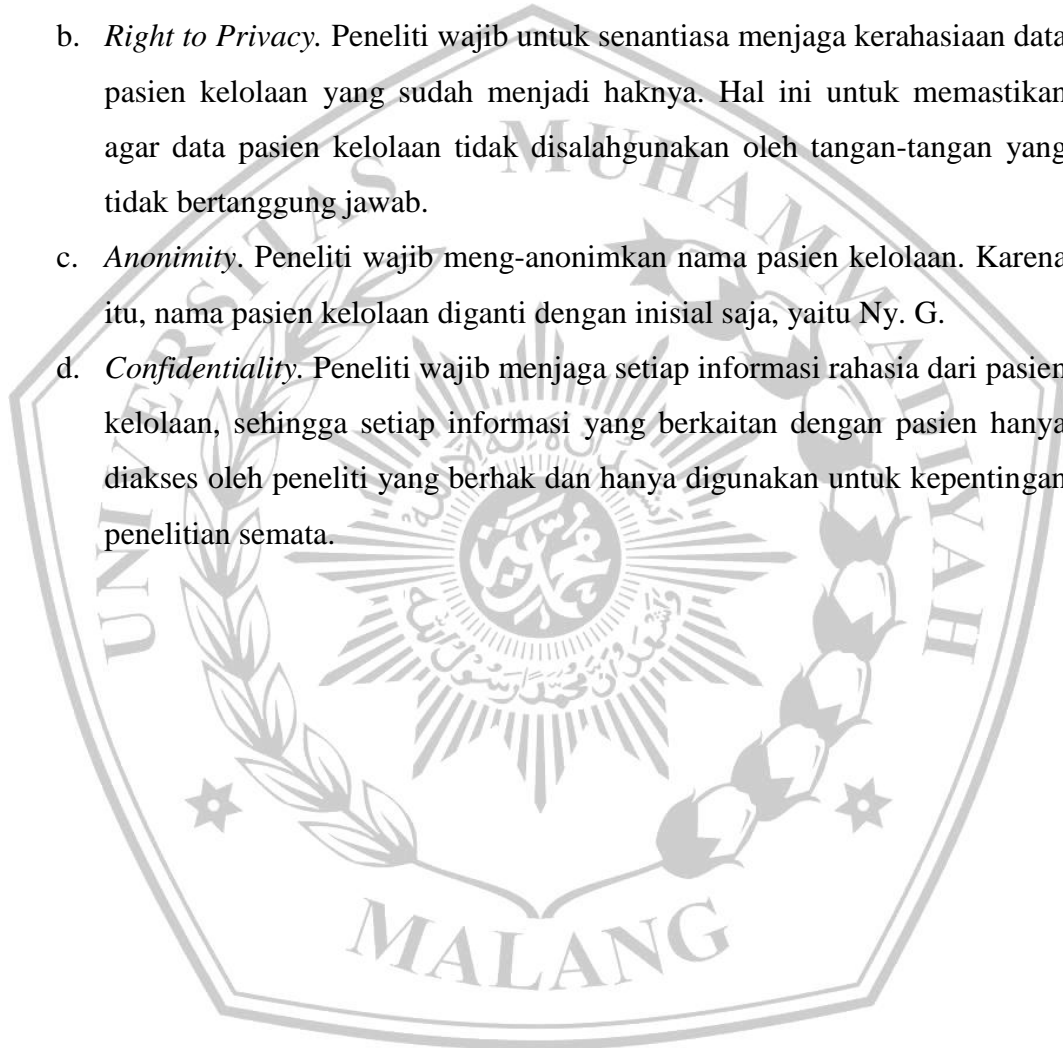 b. Right to Privacy. Peneliti wajib untuk senantiasa menjaga kerahasiaan data
pasien kelolaan yang sudah menjadi haknya. Hal ini untuk memastikan
agar data pasien kelolaan tidak disalahgunakan oleh tangan-tangan yang
tidak bertanggung jawab.
c. Anonimity. Peneliti wajib meng-anonimkan nama pasien kelolaan. Karena
itu, nama pasien kelolaan diganti dengan inisial saja, yaitu Ny. G.
d. Confidentiality. Peneliti wajib menjaga setiap informasi rahasia dari pasien
kelolaan, sehingga setiap informasi yang berkaitan dengan pasien hanya
diakses oleh peneliti yang berhak dan hanya digunakan untuk kepentingan
penelitian semata.
UNIVERSITAS MUHAMMADIYAH
MALANG